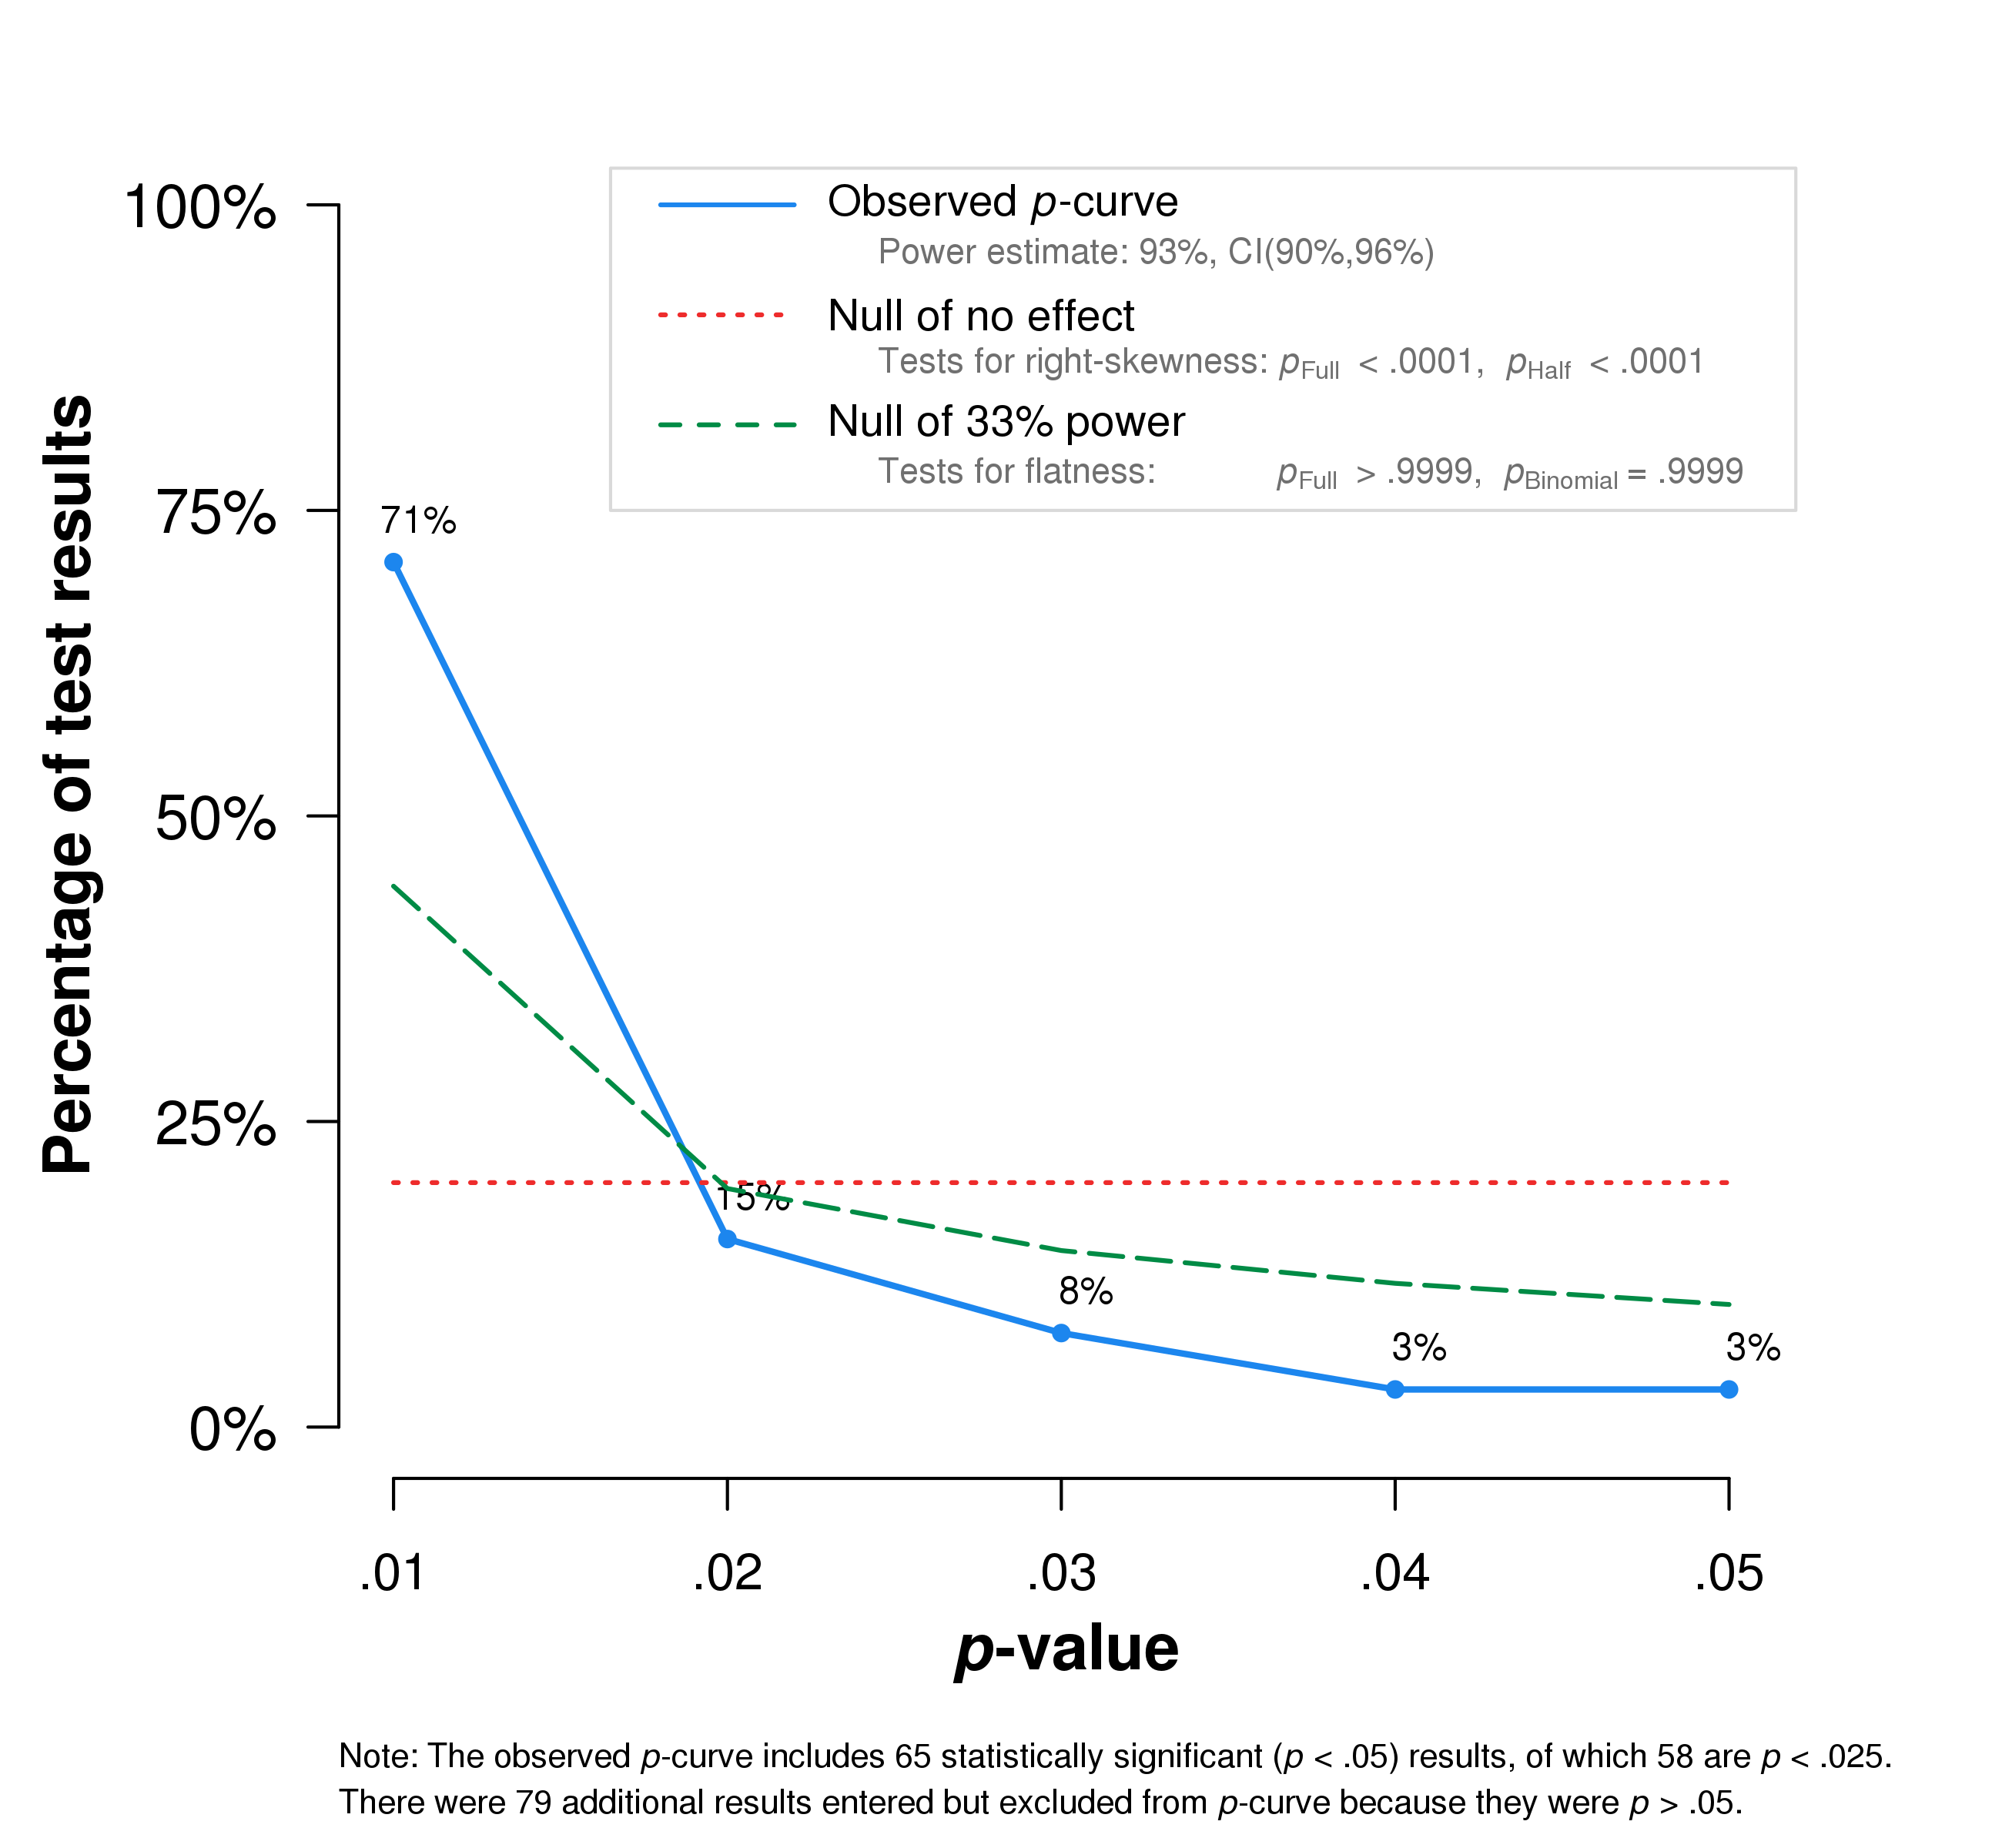 100%
75%
50%
25%
0%
Percentage of test results
Observed p-curve
Power estimate: 93%, CI(90%,96%)
Null of no effect
Tests for right-skewness: pFull < .0001, pHalf < .0001
Null of 33% power
Tests for flatness: pFull > .9999, pBinomial = .9999
71%
15%
8%
3%
3%
.01
.02
.03
.04
.05
p-value
Note: The observed p-curve includes 65 statistically significant (p < .05) results, of which 58 are p < .025.
There were 79 additional results entered but excluded from p-curve because they were p > .05.